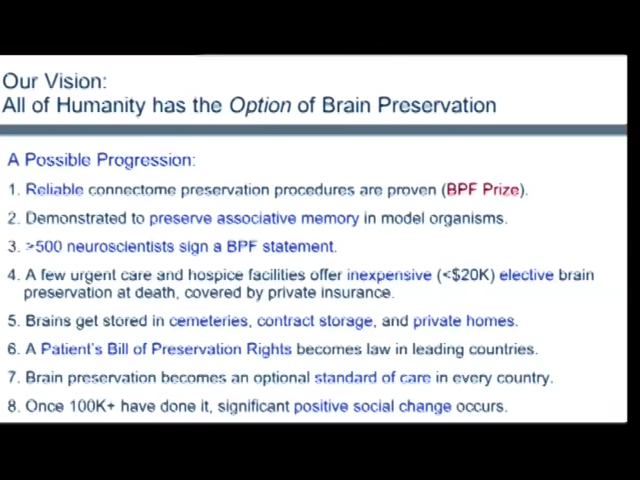 Our Vision:
All of Humanity has the Option of Brain Preservation
A Possible Progression:
1. Reliable connectome preservation procedures are proven (BPF Prize).
2. Demonstrated to preserve associative memory in model organisms.
3. >500 neuroscientists sign a BPF statement.
4. A few urgent care and hospice facilities offer inexpensive (<$20K) elective brain
preservation at death, covered by private insurance.
5. Brains get stored in cemeteries, contract storage, and private homes.
6. A Patient's Bill of Preservation Rights becomes law in leading countries.
7. Brain preservation becomes an optional standard of care in every country.
8. Once 100K+ have done it, significant positive social change occurs.